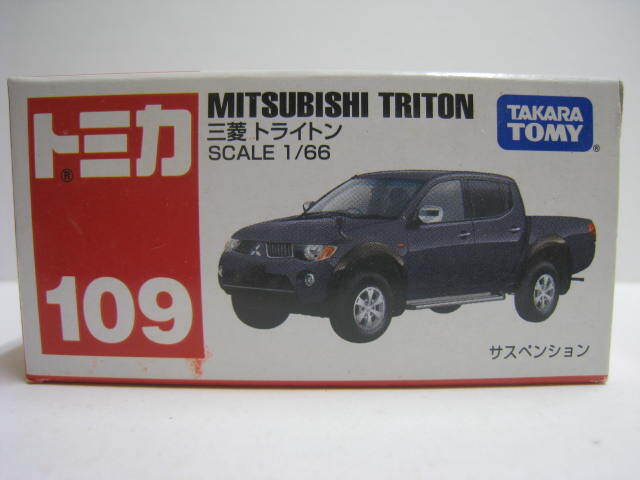 トミカ
®
109
MITSUBISHI TRITON
三菱 トライトン
SCALE 1/66
TAKARA
TOMY
®
サスペンション